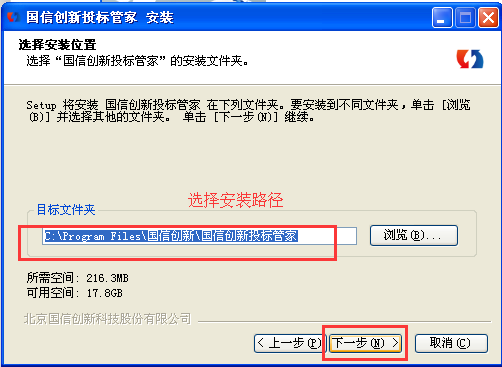 国信创新投标管家 安装
选择安装位置
选择“国信创新投标管家”的安装文件夹。
Setup 将安装 国信创新投标管家 在下列文件夹。要安装到不同文件夹，单击 [浏览
(B)] 并选择其他的文件夹。 单击 [下一步(N)] 继续。
选择安装路径
目标文件夹
C:\Program Files\国信创新\国信创新投标管家
浏览(B)...
所需空间: 216.3MB
可用空间: 17.8GB
北京国信创新科技股份有限公司
< 上一步(P) 下一步(N) > 取消(C)